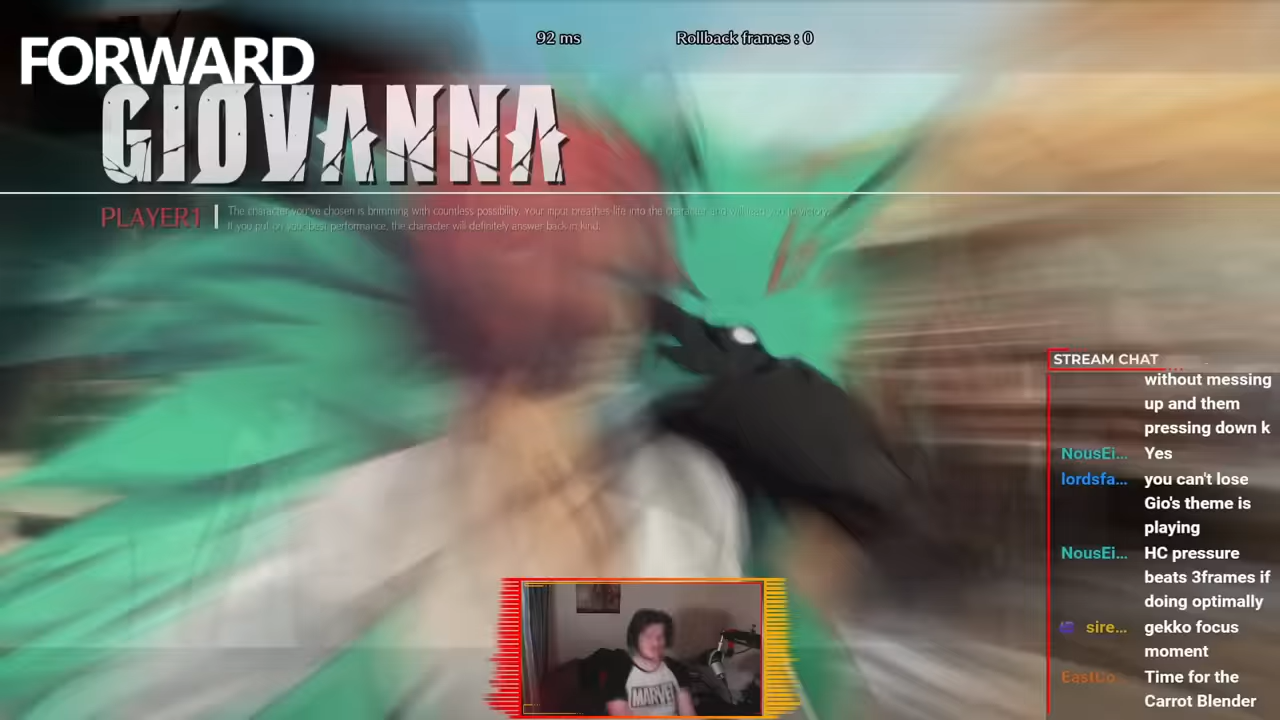 92 ms
Rollback frames : 0
FORWARD
GIOVANNA
PLAYER1
The character you've chosen is brimming with countless possibility. Your input breathes life into the character and will lead you to victory.
If you put on your best performance, the character will definitely answer back in kind.
STREAM CHAT
without messing
up and them
pressing down k
NousEi... Yes
lordsfa... you can't lose
Gio's theme is
playing
NousEi... HC pressure
beats 3frames if
doing optimally
sire... gekko focus
moment
EastCo... Time for the
Carrot Blender
MARVEL